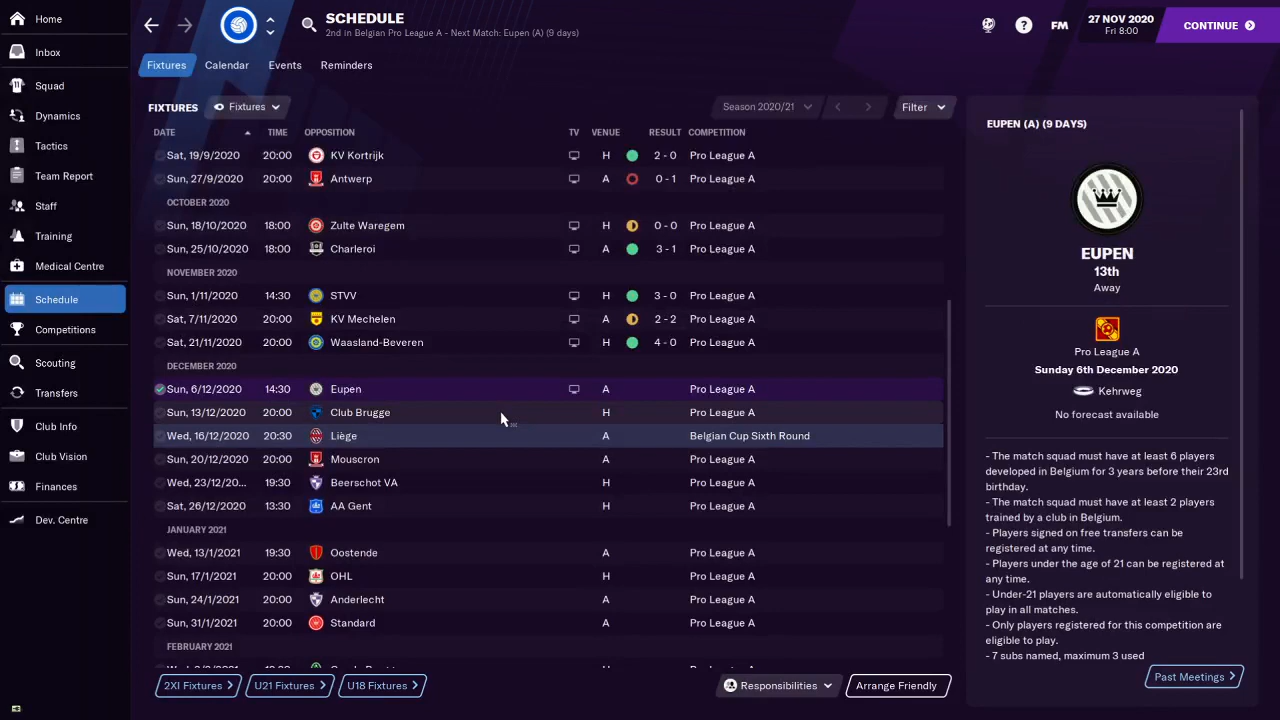 Home
SCHEDULE
2nd in Belgian Pro League A - Next Match: Eupen (A) (9 days)
FM
27 NOV 2020
Fri 8:00
CONTINUE
Inbox
Squad
Dynamics
Tactics
Team Report
Staff
Training
Medical Centre
Schedule
Competitions
Scouting
Transfers
Club Info
Club Vision
Finances
Dev. Centre
Fixtures Calendar Events Reminders
FIXTURES Fixtures Season 2020/21 Filter
DATE TIME OPPOSITION TV VENUE RESULT COMPETITION
Sat, 19/9/2020 20:00 KV Kortrijk H 2 - 0 Pro League A
Sun, 27/9/2020 20:00 Antwerp A 0 - 1 Pro League A
OCTOBER 2020
Sun, 18/10/2020 18:00 Zulte Waregem H 0 - 0 Pro League A
Sun, 25/10/2020 18:00 Charleroi A 3 - 1 Pro League A
NOVEMBER 2020
Sun, 1/11/2020 14:30 STVV H 3 - 0 Pro League A
Sat, 7/11/2020 20:00 KV Mechelen A 2 - 2 Pro League A
Sat, 21/11/2020 20:00 Waasland-Beveren H 4 - 0 Pro League A
DECEMBER 2020
Sun, 6/12/2020 14:30 Eupen A Pro League A
Sun, 13/12/2020 20:00 Club Brugge H Pro League A
Wed, 16/12/2020 20:30 Liège A Belgian Cup Sixth Round
Sun, 20/12/2020 20:00 Mouscron A Pro League A
Wed, 23/12/20... 19:30 Beerschot VA H Pro League A
Sat, 26/12/2020 13:30 AA Gent H Pro League A
JANUARY 2021
Wed, 13/1/2021 19:30 Oostende A Pro League A
Sun, 17/1/2021 20:00 OHL H Pro League A
Sun, 24/1/2021 20:00 Anderlecht A Pro League A
Sun, 31/1/2021 20:00 Standard A Pro League A
FEBRUARY 2021
2XI Fixtures U21 Fixtures U18 Fixtures Responsibilities Arrange Friendly
EUPEN (A) (9 DAYS)
EUPEN
13th
Away
Pro League A
Sunday 6th December 2020
Kehrweg
No forecast available
- The match squad must have at least 6 players
developed in Belgium for 3 years before their 23rd
birthday.
- The match squad must have at least 2 players
trained by a club in Belgium.
- Players signed on free transfers can be
registered at any time.
- Players under the age of 21 can be registered at
any time.
- Under-21 players are automatically eligible to
play in all matches.
- Only players registered for this competition are
eligible to play.
- 7 subs named, maximum 3 used
Past Meetings